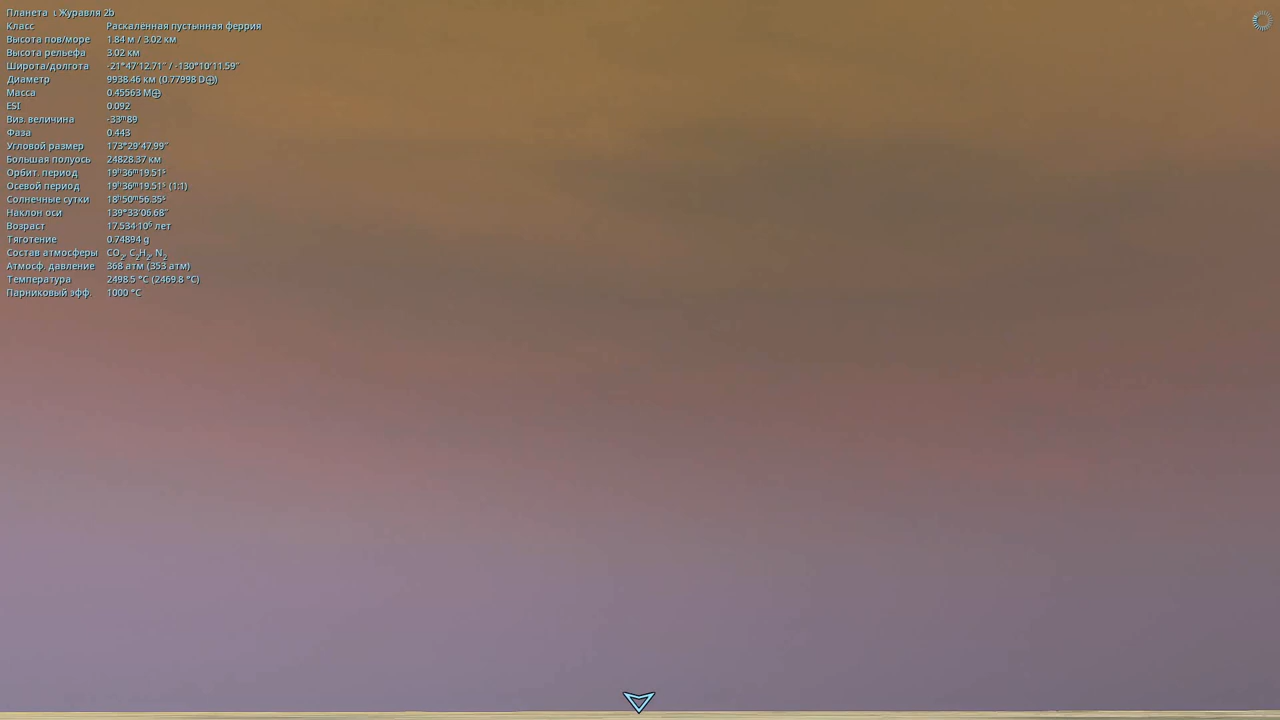 Планета ι Журавля 2b
Класс Раскалённая пустынная феррия
Высота пов/море 1.84 м / 3.02 км
Высота рельефа 3.02 км
Широта/долгота -21°47'12.71" / -130°10'11.59"
Диаметр 9938.46 км (0.77998 D⊕)
Масса 0.45563 M⊕
ESI 0.092
Виз. величина -33ᵐ89
Фаза 0.443
Угловой размер 173°29'47.99"
Большая полуось 24828.37 км
Орбит. период 19ʰ36ᵐ19.51ˢ
Осевой период 19ʰ36ᵐ19.51ˢ (1:1)
Солнечные сутки 18ʰ50ᵐ56.35ˢ
Наклон оси 139°33'06.68"
Возраст 17.534·10⁶ лет
Тяготение 0.74894 g
Состав атмосферы CO₂, C₂H₂, N₂
Атмосф. давление 368 атм (353 атм)
Температура 2498.5 °C (2469.8 °C)
Парниковый эфф. 1000 °C